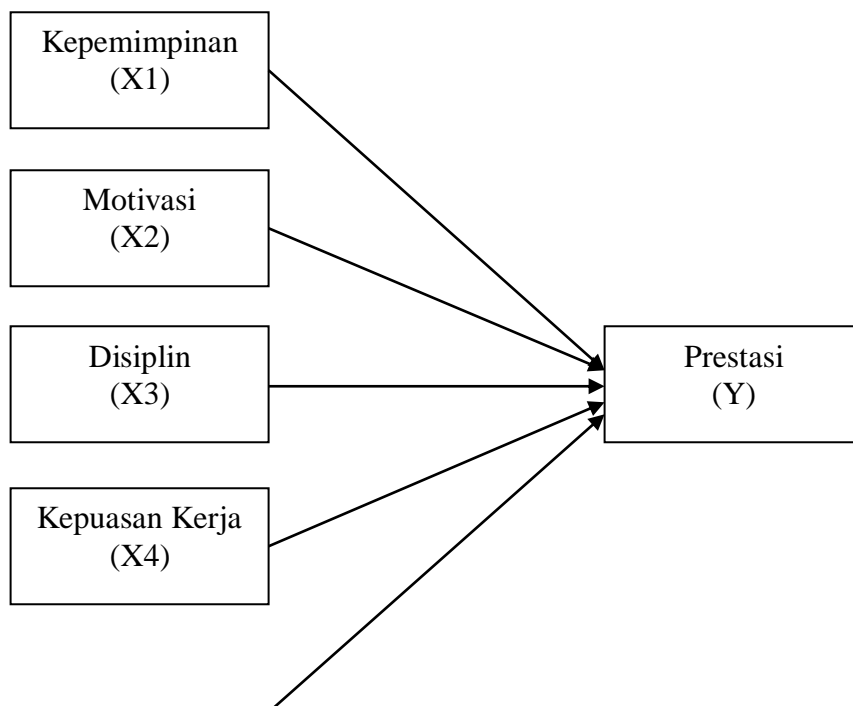 Kepemimpinan
(X1)
Motivasi
(X2)
Disiplin
(X3)
Prestasi
(Y)
Kepuasan Kerja
(X4)